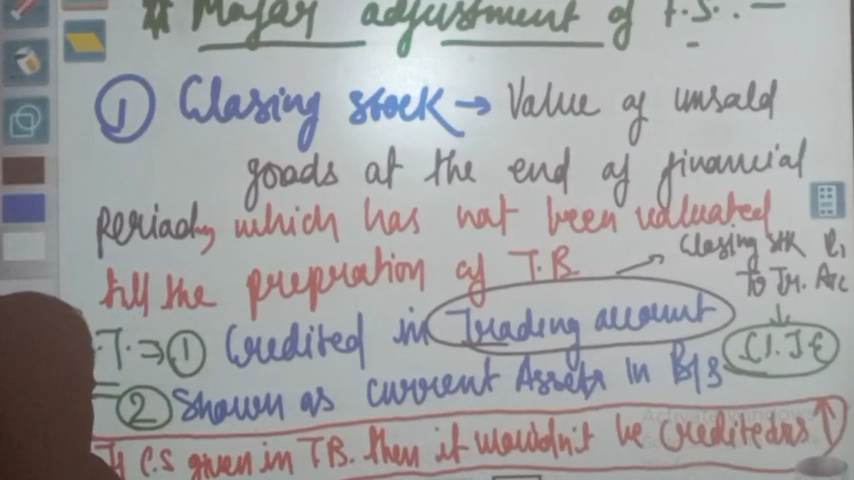 # Major adjustment of F.S. -
① Closing stock → Value of unsold
goods at the end of financial
period, which has not been valuated
till the prepration of T.B
Closing stk
To Tr. A/c
T. ⇒ ① Credited in Trading account
② Shown as current Assets in B/S
If C.S given in T.B. then it wouldn't be credited as ↑